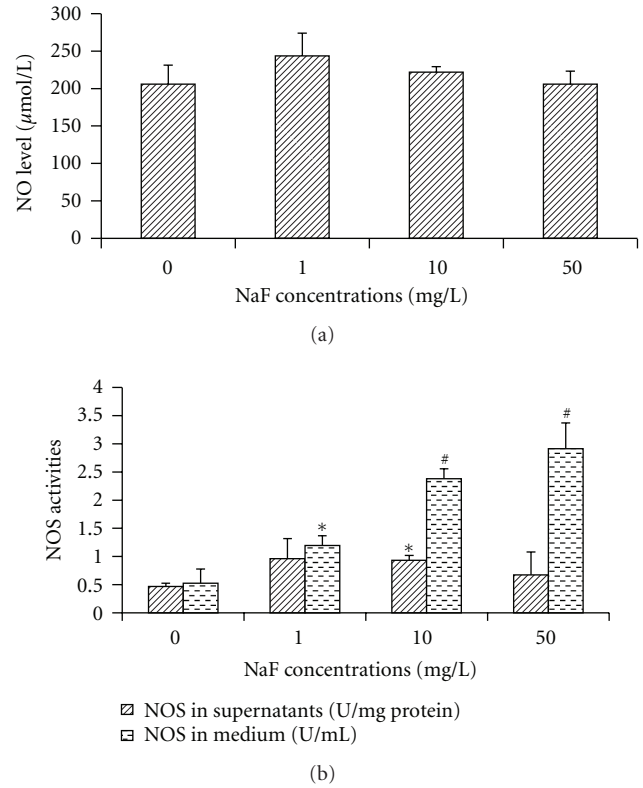 300
250
200
150
100
50
0
NO level (µmol/L)
0 1 10 50
NaF concentrations (mg/L)
(a)
4
3.5
3
2.5
2
1.5
1
0.5
0
NOS activities
* # * #
0 1 10 50
NaF concentrations (mg/L)
NOS in supernatants (U/mg protein)
NOS in medium (U/mL)
(b)